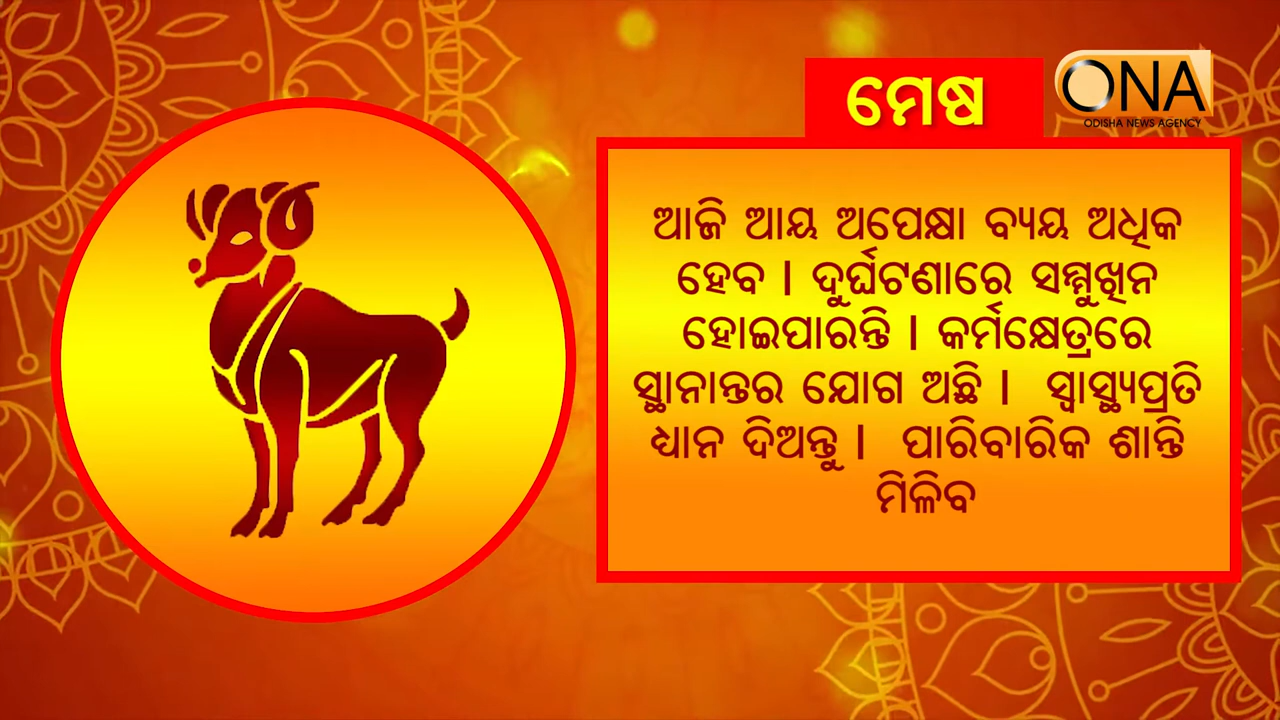 ମେଷ
ONA
ODISHA NEWS AGENCY
ଆଜି ଆୟ ଅପେକ୍ଷା ବ୍ୟୟ ଅଧିକ
ହେବ । ଦୁର୍ଘଟଣାରେ ସମ୍ମୁଖିନ
ହୋଇପାରନ୍ତି । କର୍ମକ୍ଷେତ୍ରରେ
ସ୍ଥାନାନ୍ତର ଯୋଗ ଅଛି । ସ୍ୱାସ୍ଥ୍ୟପ୍ରତି
ଧ୍ୟାନ ଦିଅନ୍ତୁ । ପାରିବାରିକ ଶାନ୍ତି
ମିଳିବ